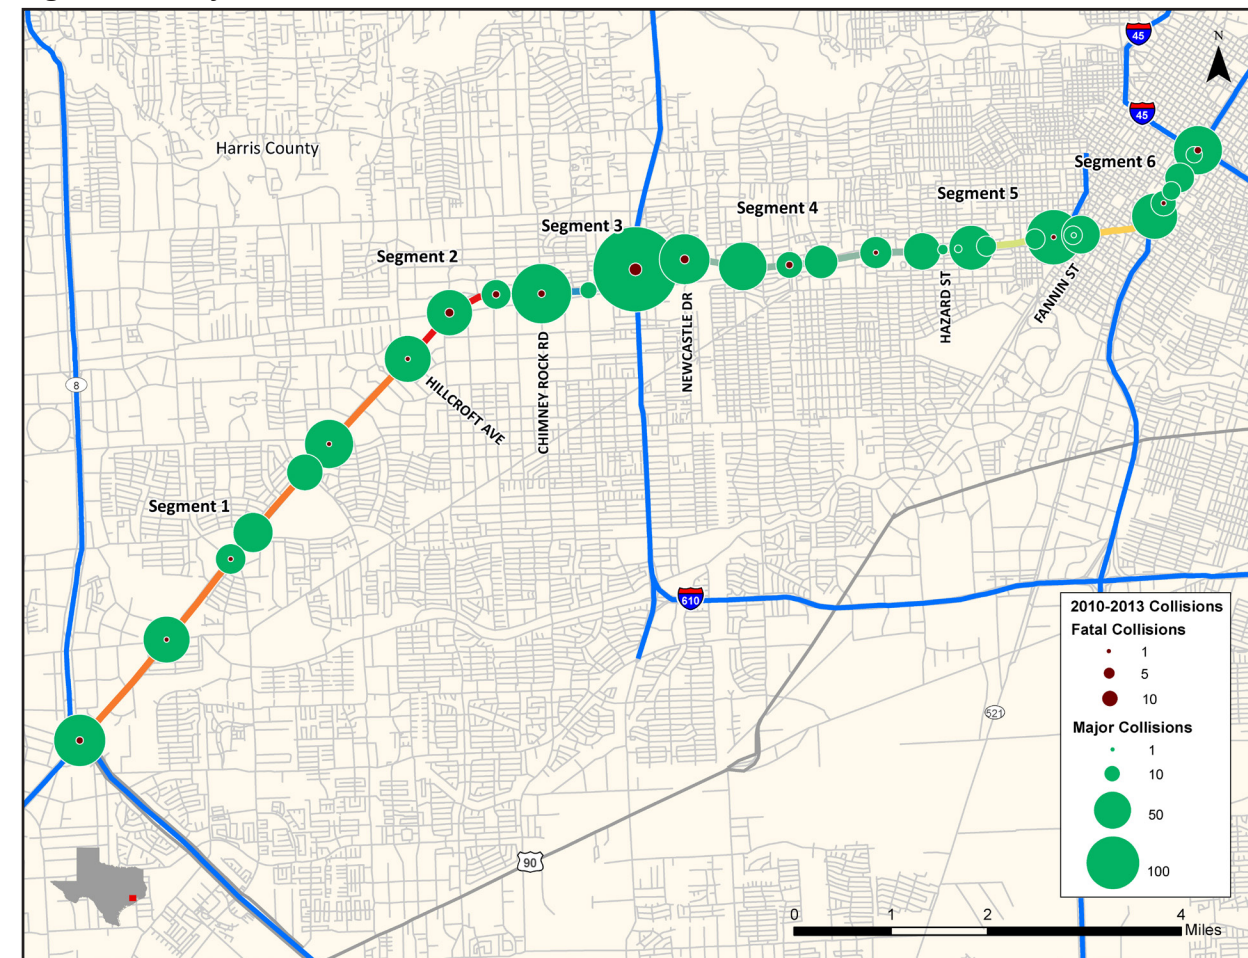 45
N
45
Harris County
Segment 6
Segment 5
Segment 4
Segment 3
Segment 2
HAZARD ST
FANNIN ST
NEWCASTLE DR
CHIMNEY ROCK RD
HILLCROFT AVE
8
Segment 1
610
2010-2013 Collisions
Fatal Collisions
1
5
10
521
Major Collisions
1
10
50
100
90
0 1 2 4
Miles